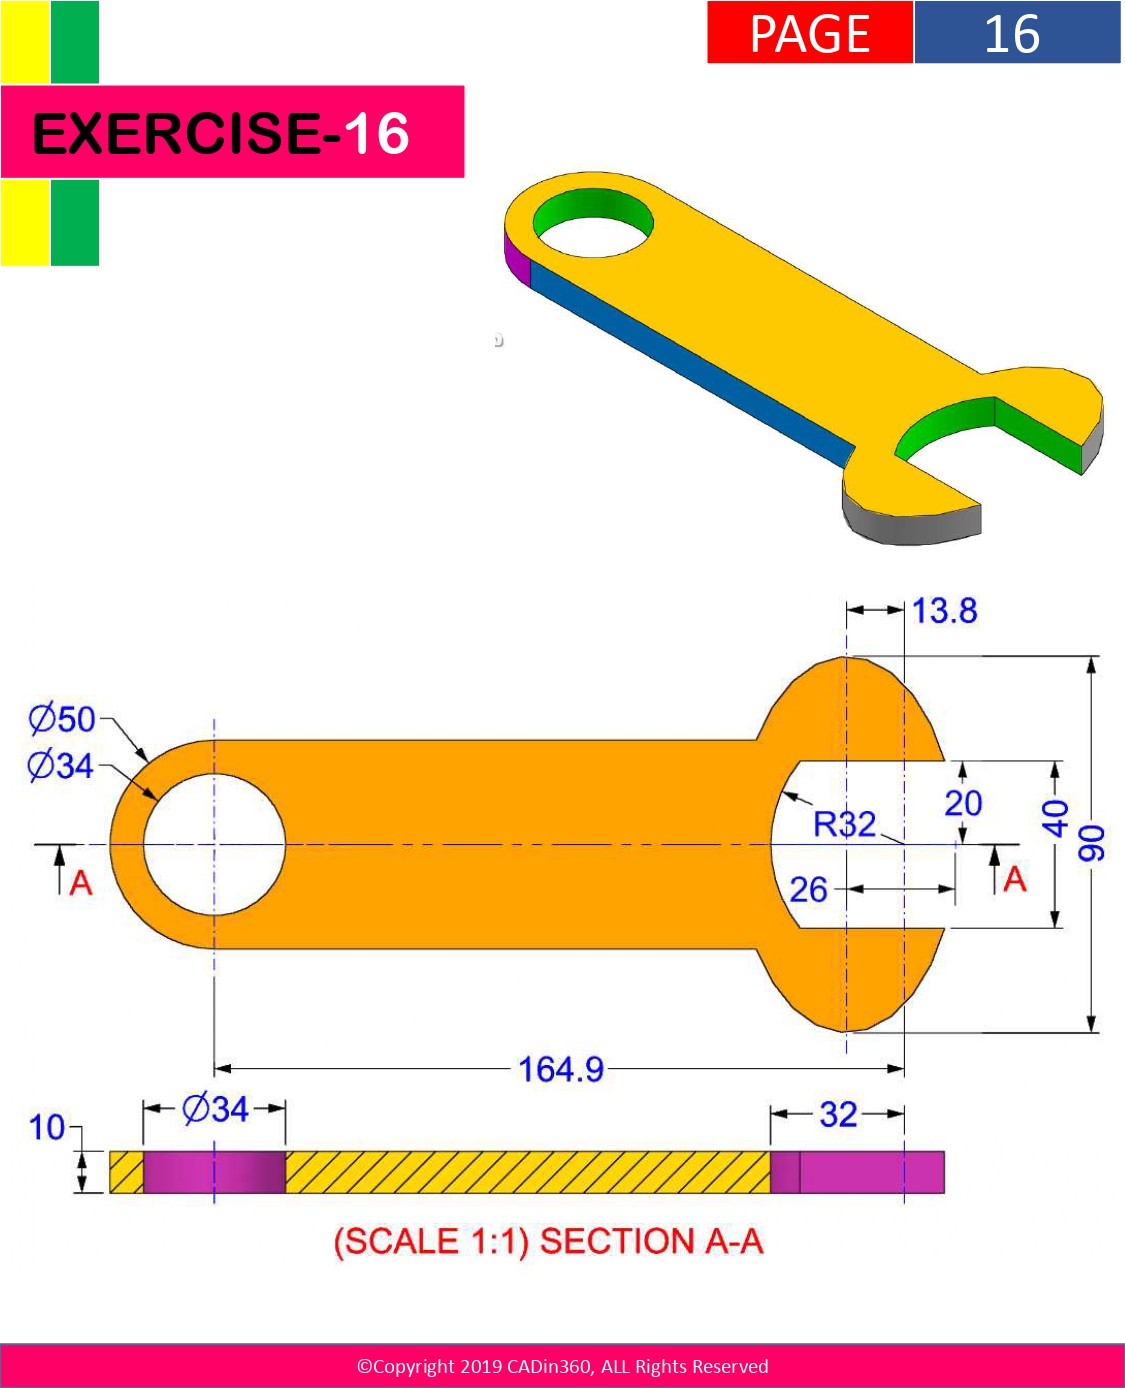 PAGE 16
EXERCISE-16
13.8
Ø50
Ø34
20
40
90
R32
A
A
26
164.9
Ø34
32
10
(SCALE 1:1) SECTION A-A
©Copyright 2019 CADin360, ALL Rights Reserved